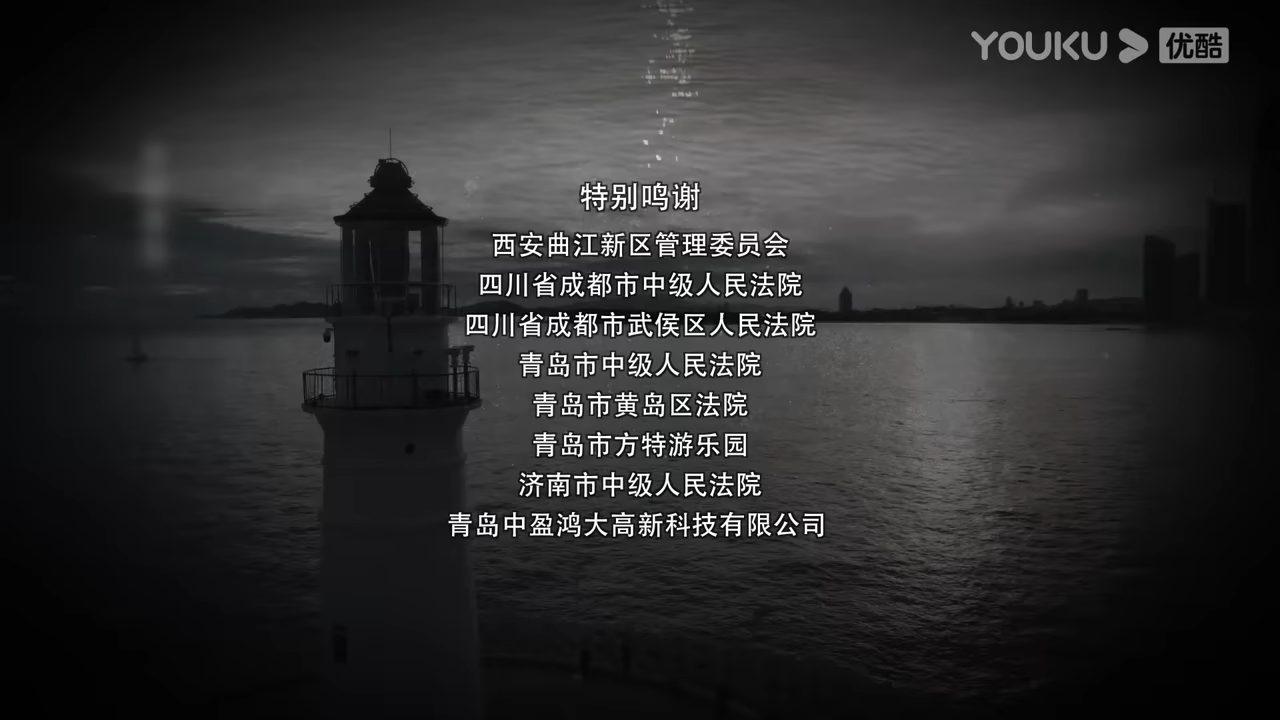 YOUKU 优酷
特别鸣谢
西安曲江新区管理委员会
四川省成都市中级人民法院
四川省成都市武侯区人民法院
青岛市中级人民法院
青岛市黄岛区法院
青岛市方特游乐园
济南市中级人民法院
青岛中盈鸿大高新科技有限公司